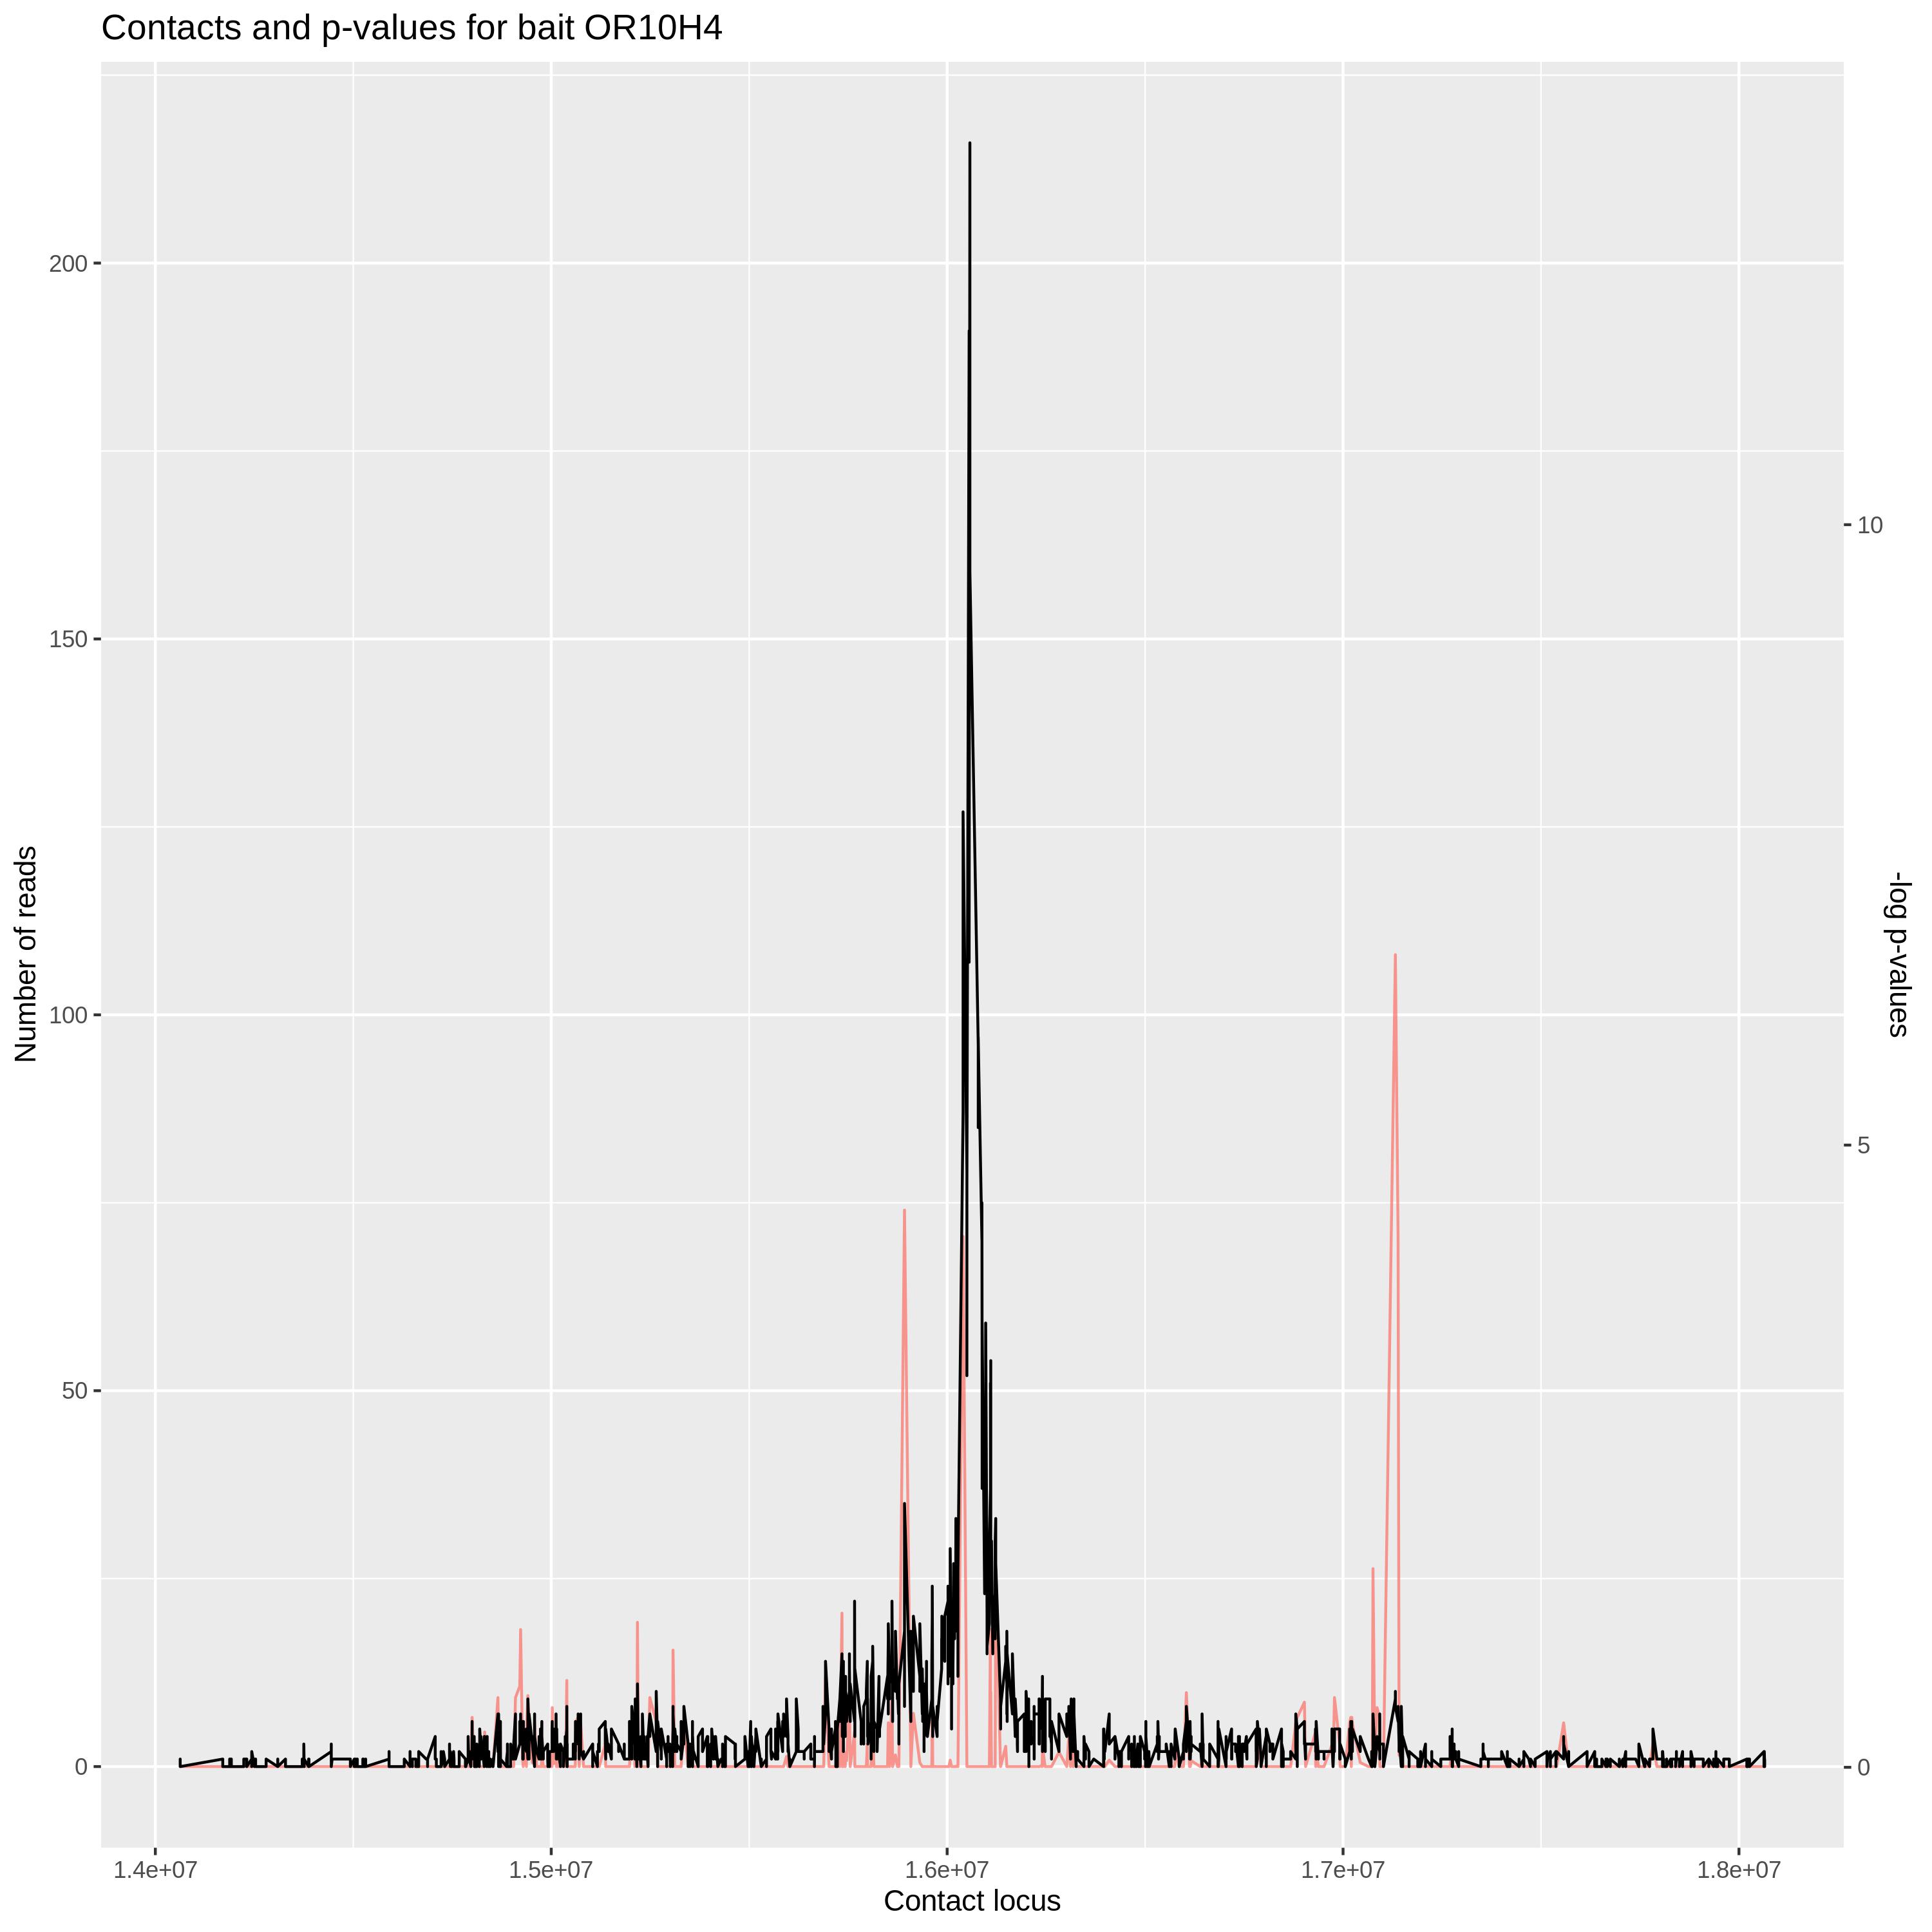 Contacts and p-values for bait OR10H4
Number of reads
200
150
100
50
0
10
5
0
-log p-values
1.4e+07 1.5e+07 1.6e+07 1.7e+07 1.8e+07
Contact locus